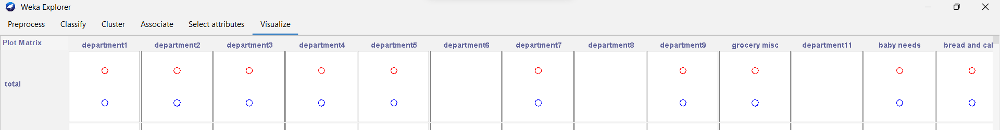 Weka Explorer
Preprocess Classify Cluster Associate Select attributes Visualize
Plot Matrix department1 department2 department3 department4 department5 department6 department7 department8 department9 grocery misc department11 baby needs bread and cal
total